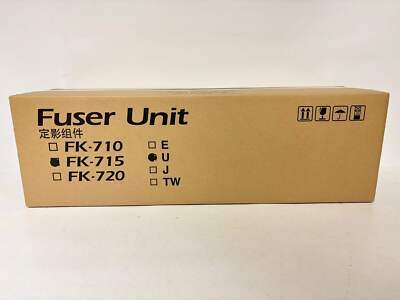 Fuser Unit
定影组件
FK-710
FK-715
FK-720
E
U
J
TW